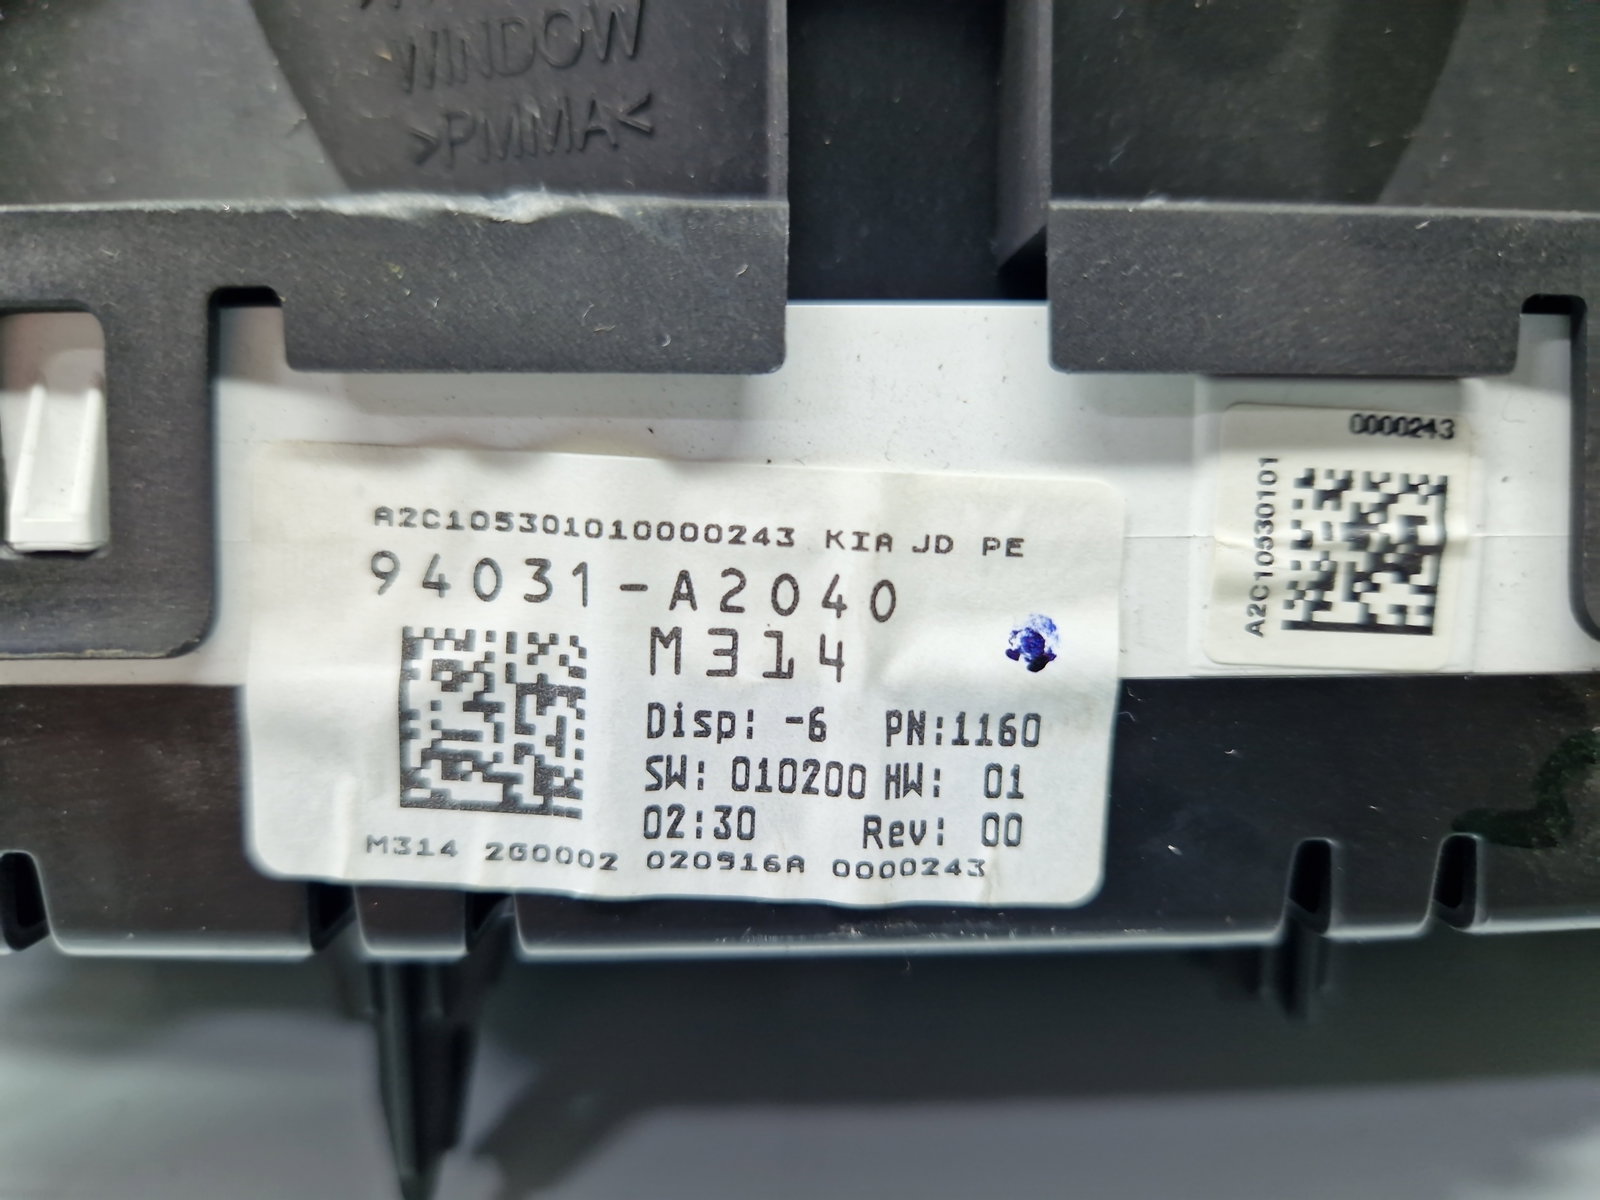 WINDOW
>PMMA<
A2C105301010000243 KIA JD PE
94031-A2040
M314
Disp: -6 PN:1160
SW: 010200 HW: 01
02:30 Rev: 00
M314 2G0002 020916A 0000243
0000243
A2C10530101